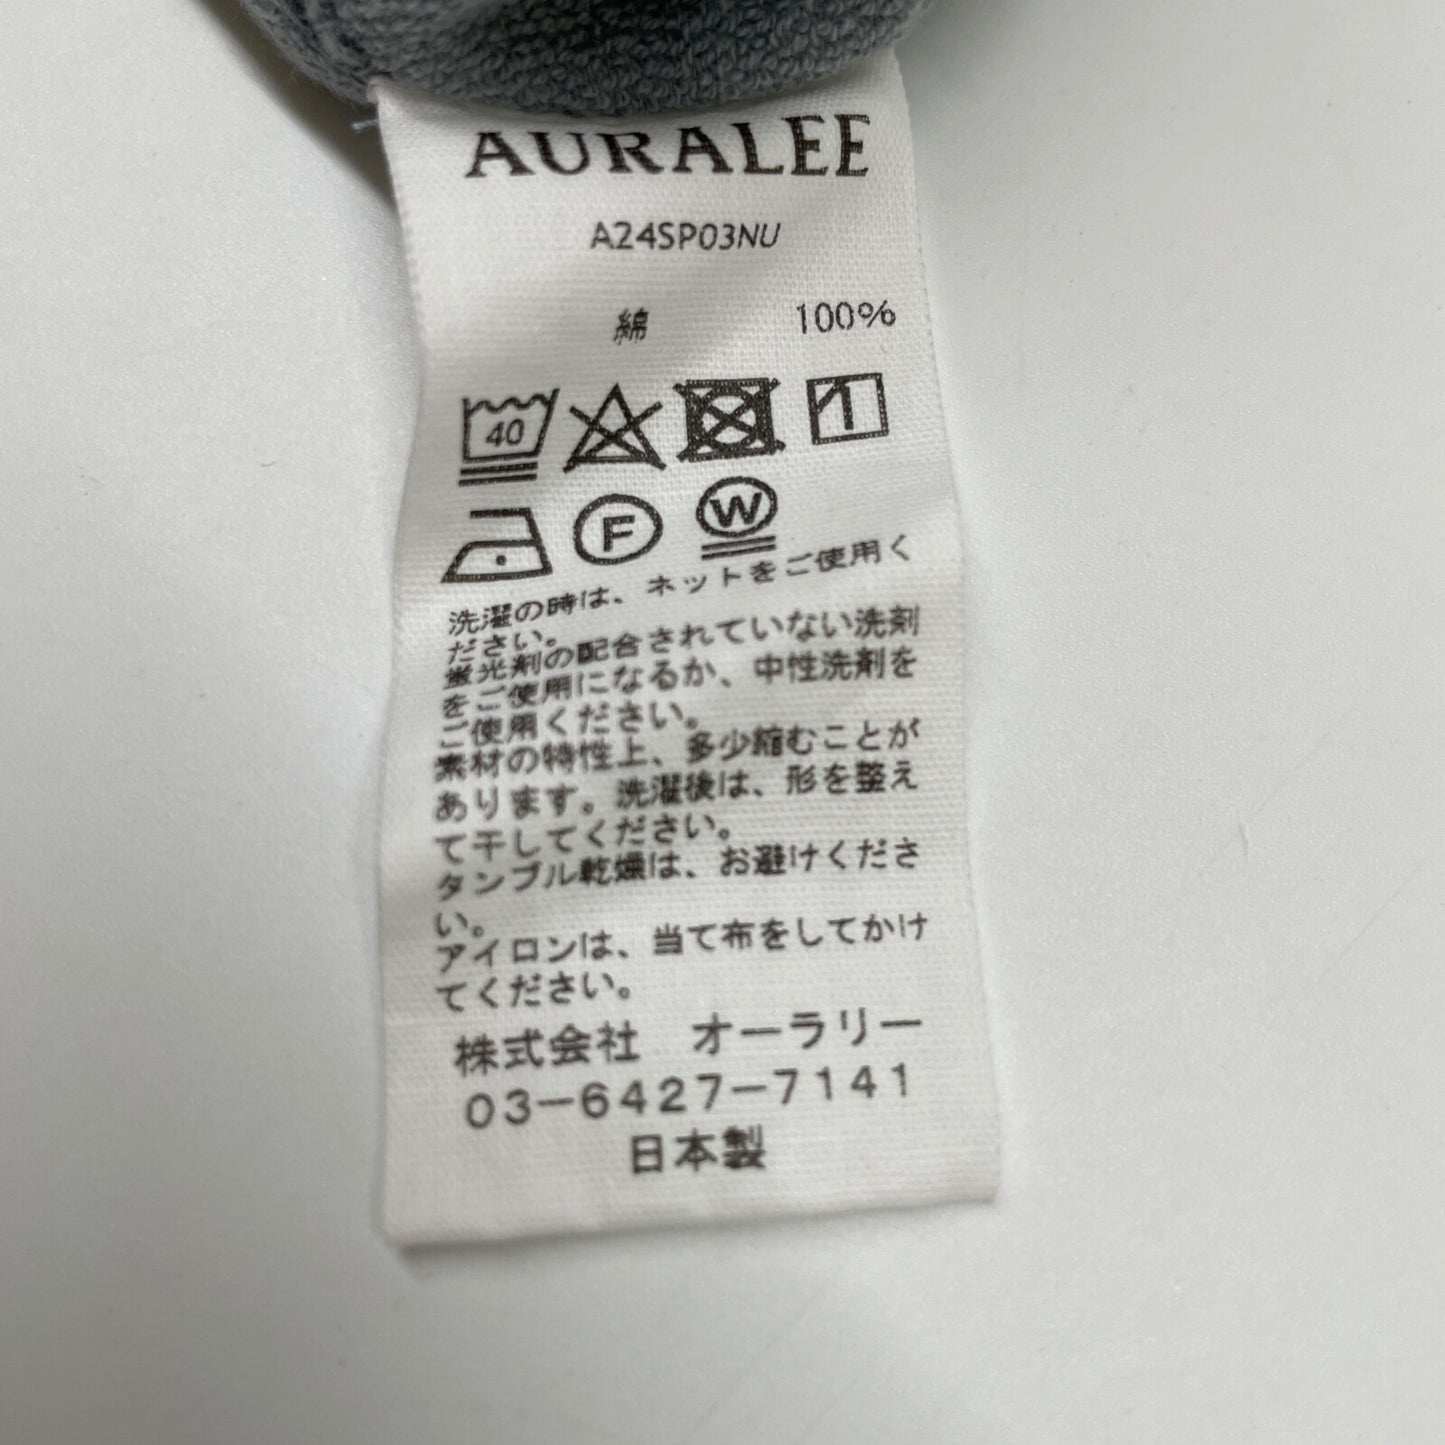 AURALEE
A24SP03NU
綿 100%
40
F W
洗濯の時は、ネットをご使用く
ださい。
蛍光剤の配合されていない洗剤
をご使用になるか、中性洗剤を
ご使用ください。
素材の特性上、多少縮むことが
あります。洗濯後は、形を整え
て干してください。
タンブル乾燥は、お避けくださ
い。
アイロンは、当て布をしてかけ
てください。
株式会社　オーラリー
03-6427-7141
日本製